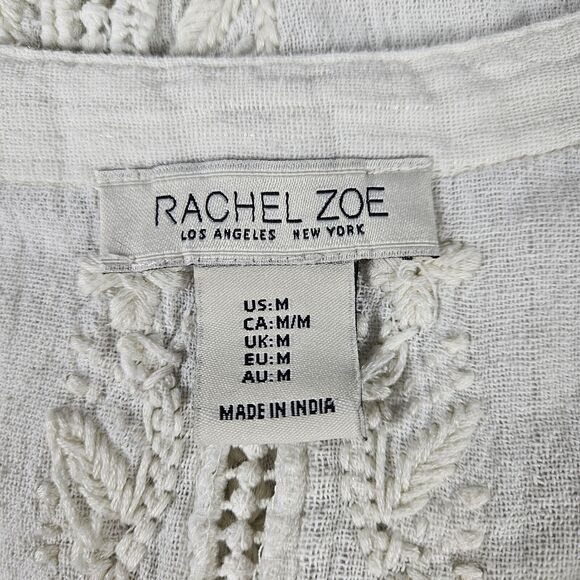 RACHEL ZOE
LOS ANGELES NEW YORK
US:M
CA:M/M
UK:M
EU:M
AU:M
MADE IN INDIA